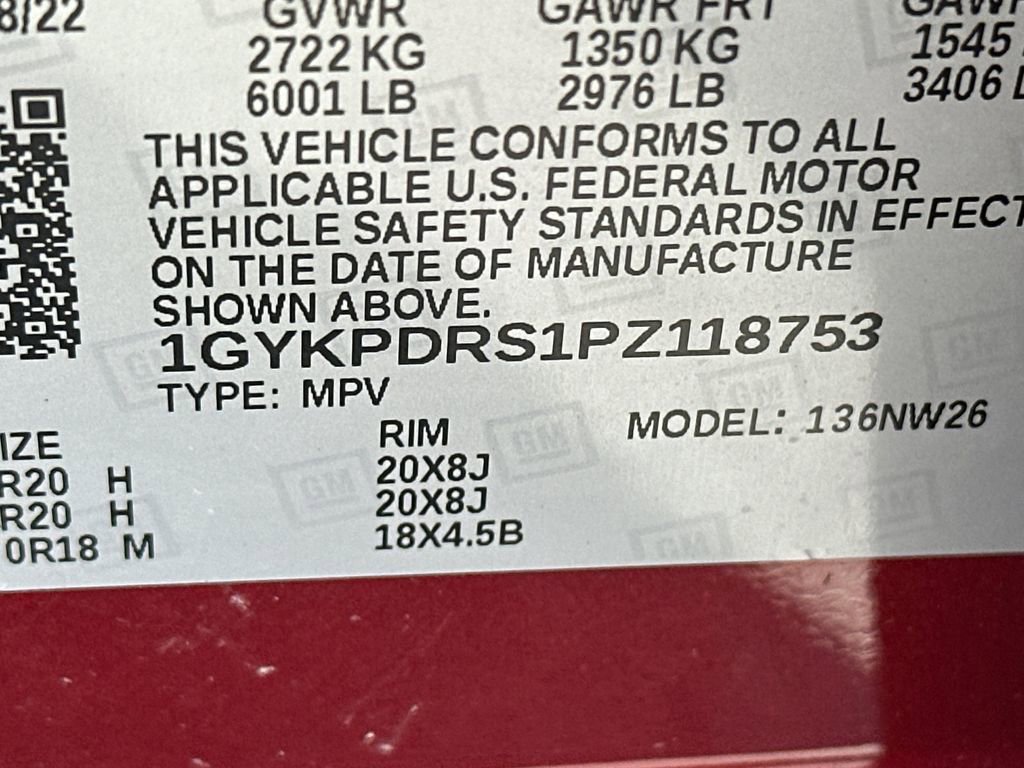 8/22 GVWR GAWR FRT GAWR
2722 KG 1350 KG 1545
6001 LB 2976 LB 3406 L
THIS VEHICLE CONFORMS TO ALL
APPLICABLE U.S. FEDERAL MOTOR
VEHICLE SAFETY STANDARDS IN EFFECT
ON THE DATE OF MANUFACTURE
SHOWN ABOVE.
1GYKPDRS1PZ118753
TYPE: MPV
MODEL: 136NW26
IZE RIM
R20 H 20X8J
R20 H 20X8J
0R18 M 18X4.5B